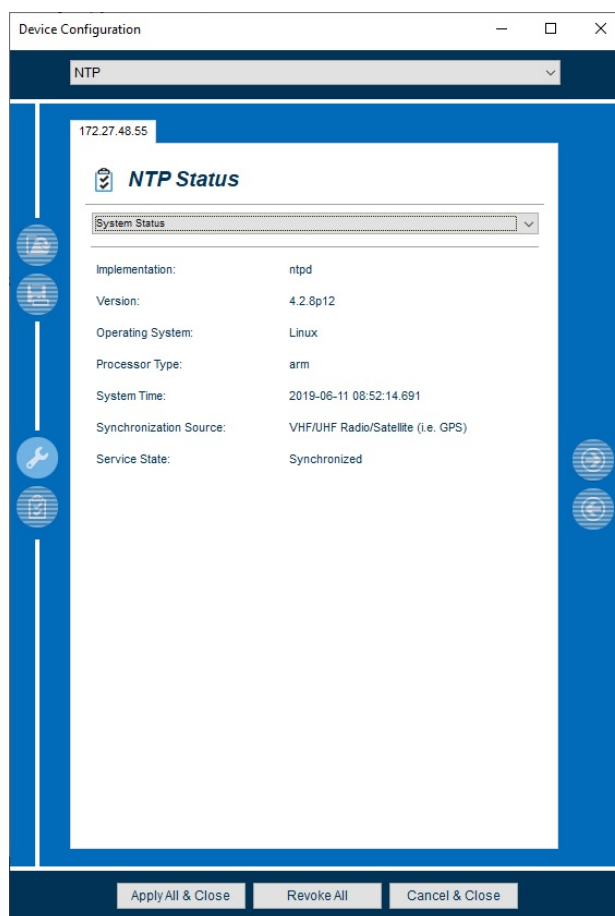 Device Configuration
NTP
172.27.48.55
NTP Status
System Status
Implementation: ntpd
Version: 4.2.8p12
Operating System: Linux
Processor Type: arm
System Time: 2019-06-11 08:52:14.691
Synchronization Source: VHF/UHF Radio/Satellite (i.e. GPS)
Service State: Synchronized
Apply All & Close Revoke All Cancel & Close